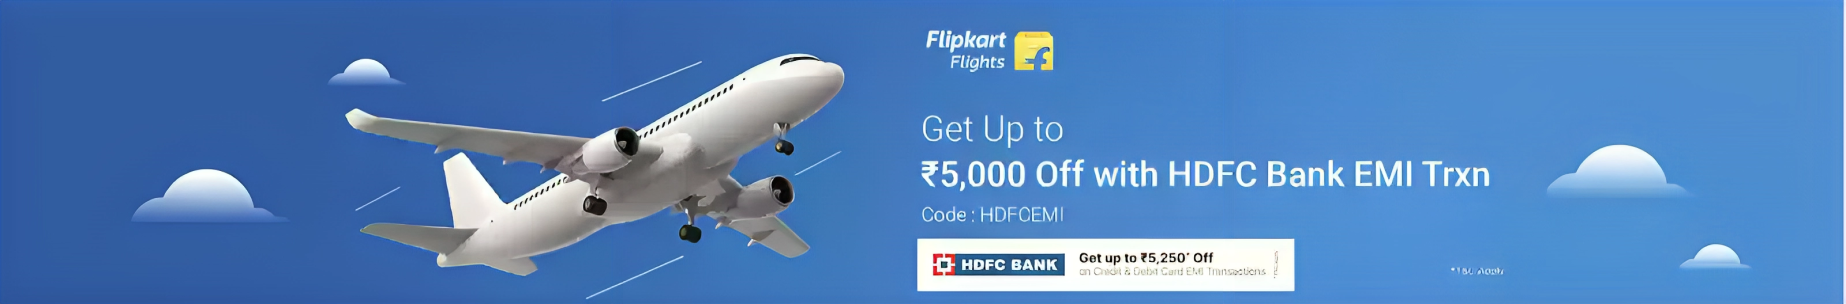 Flipkart
Flights
Get Up to
₹5,000 Off with HDFC Bank EMI Trxn
Code : HDFCEMI
HDFC BANK
Get up to ₹5,250* Off
on Credit & Debit Card EMI Transactions
*T&C Apply